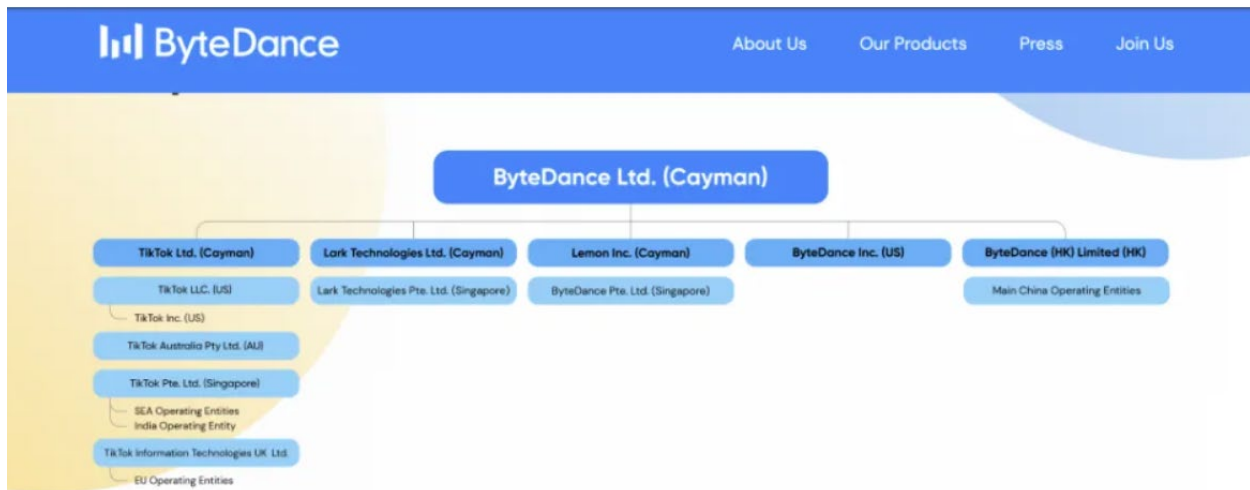 ByteDance
About Us Our Products Press Join Us
ByteDance Ltd. (Cayman)
TikTok Ltd. (Cayman)
TikTok LLC. (US)
TikTok Inc. (US)
TikTok Australia Pty Ltd. (AU)
TikTok Pte. Ltd. (Singapore)
SEA Operating Entities
India Operating Entity
TikTok Information Technologies UK Ltd.
EU Operating Entities
Lark Technologies Ltd. (Cayman)
Lark Technologies Pte. Ltd. (Singapore)
Lemon Inc. (Cayman)
ByteDance Pte. Ltd. (Singapore)
ByteDance Inc. (US)
ByteDance (HK) Limited (HK)
Main China Operating Entities